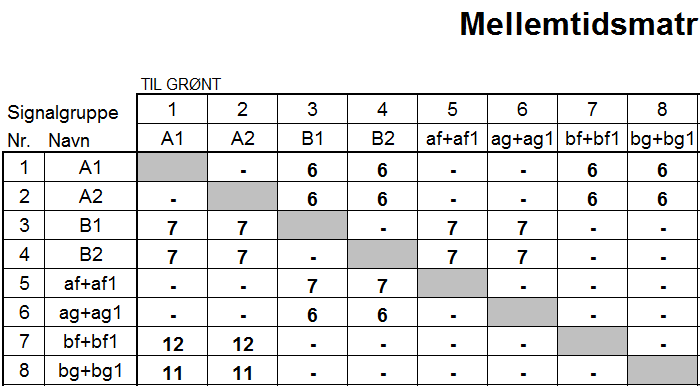 Mellemtidsmatr
TIL GRØNT
Signalgruppe 1 2 3 4 5 6 7 8
Nr. Navn A1 A2 B1 B2 af+af1 ag+ag1 bf+bf1 bg+bg1
1 A1 - 6 6 - - 6 6
2 A2 - 6 6 - - 6 6
3 B1 7 7 - 7 7 - -
4 B2 7 7 - 7 7 - -
5 af+af1 - - 7 7 - - -
6 ag+ag1 - - 6 6 - - -
7 bf+bf1 12 12 - - - - -
8 bg+bg1 11 11 - - - - -